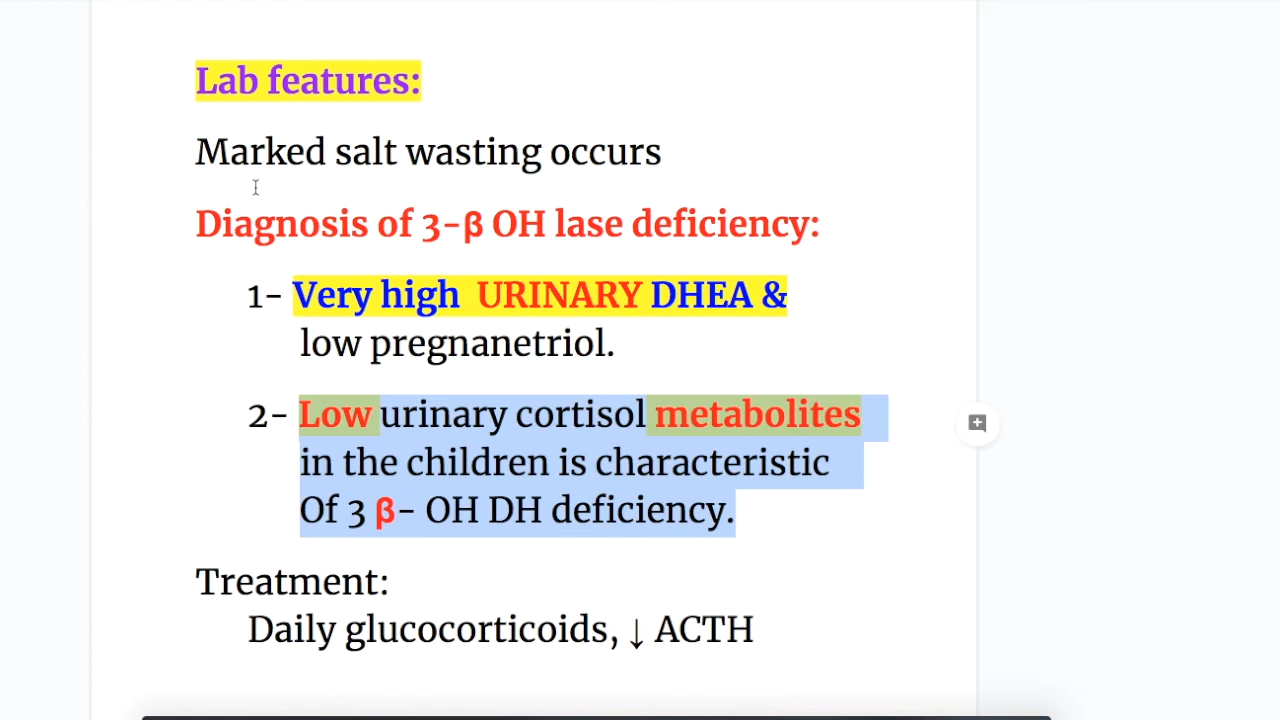 Lab features:
Marked salt wasting occurs
Diagnosis of 3-β OH lase deficiency:
1- Very high URINARY DHEA &
low pregnanetriol.
2- Low urinary cortisol metabolites
in the children is characteristic
Of 3 β- OH DH deficiency.
Treatment:
Daily glucocorticoids, ↓ ACTH